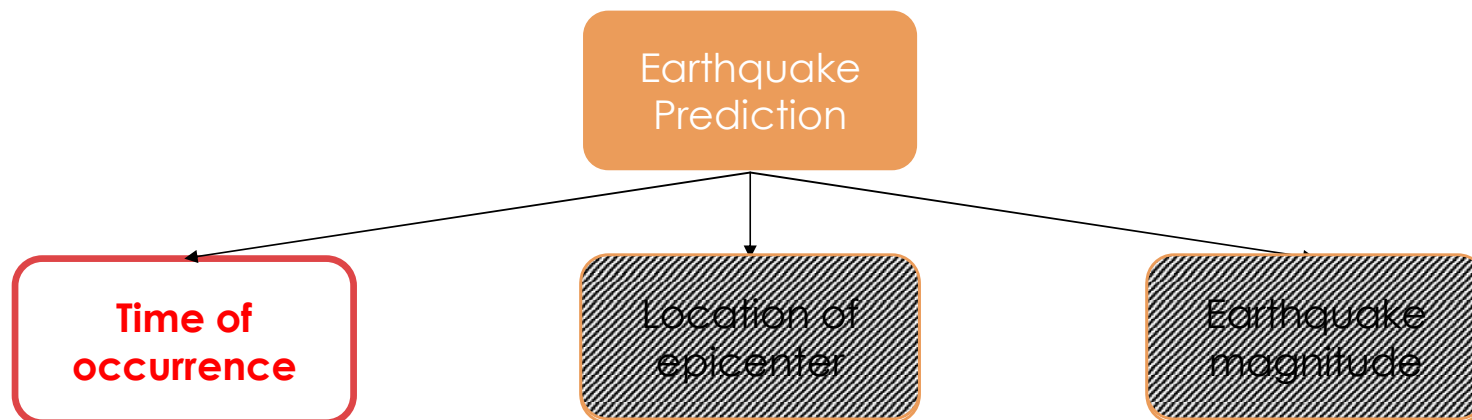 Earthquake
Prediction
Time of
occurrence
Location of
epicenter
Earthquake
magnitude